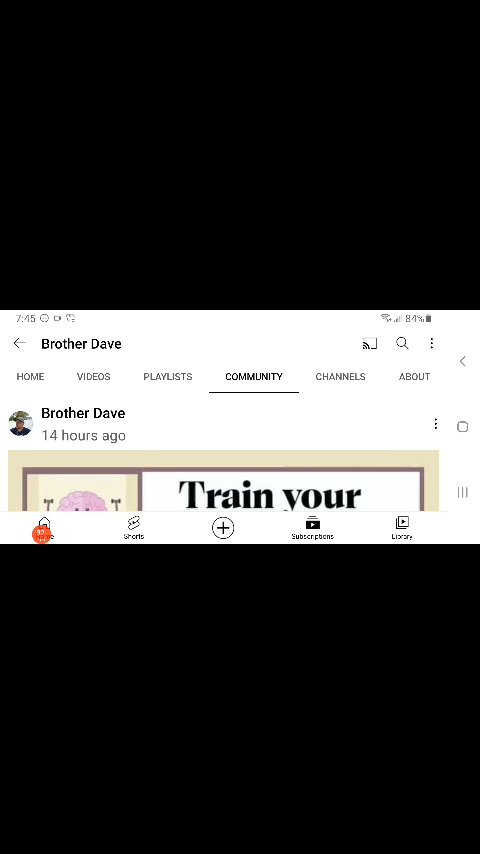 7:45 84%
Brother Dave
HOME VIDEOS PLAYLISTS COMMUNITY CHANNELS ABOUT
Brother Dave
14 hours ago
Train your
Shorts Subscriptions Library